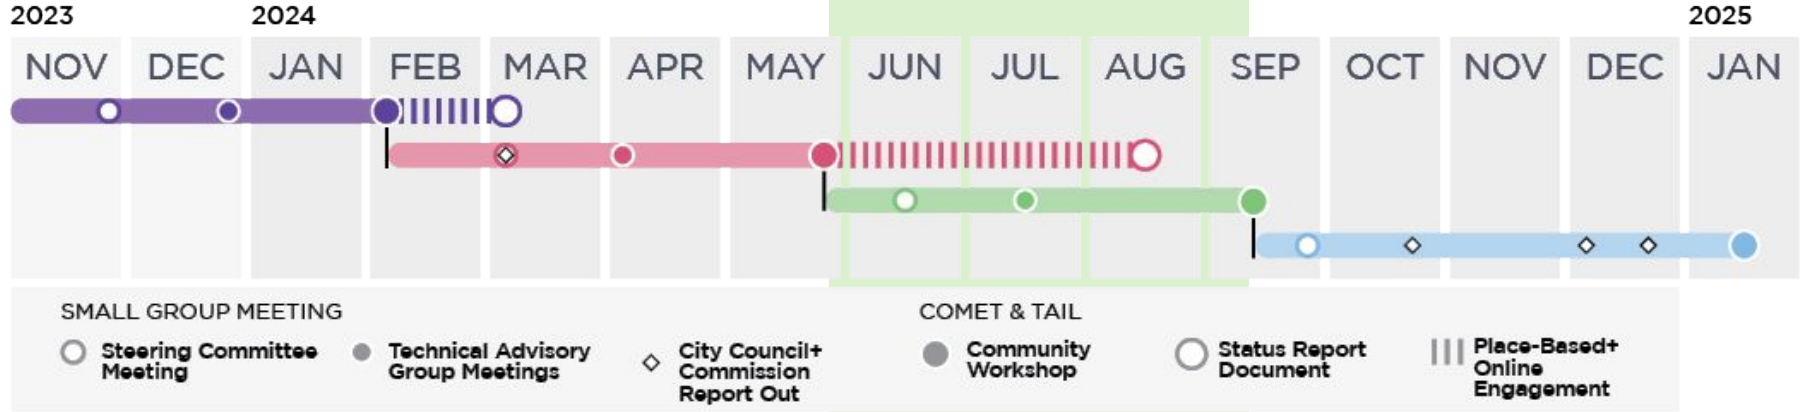 2023 2024 2025
NOV DEC JAN FEB MAR APR MAY JUN JUL AUG SEP OCT NOV DEC JAN
SMALL GROUP MEETING
Steering Committee
Meeting
Technical Advisory
Group Meetings
City Council+
Commission
Report Out
COMET & TAIL
Community
Workshop
Status Report
Document
Place-Based+
Online
Engagement